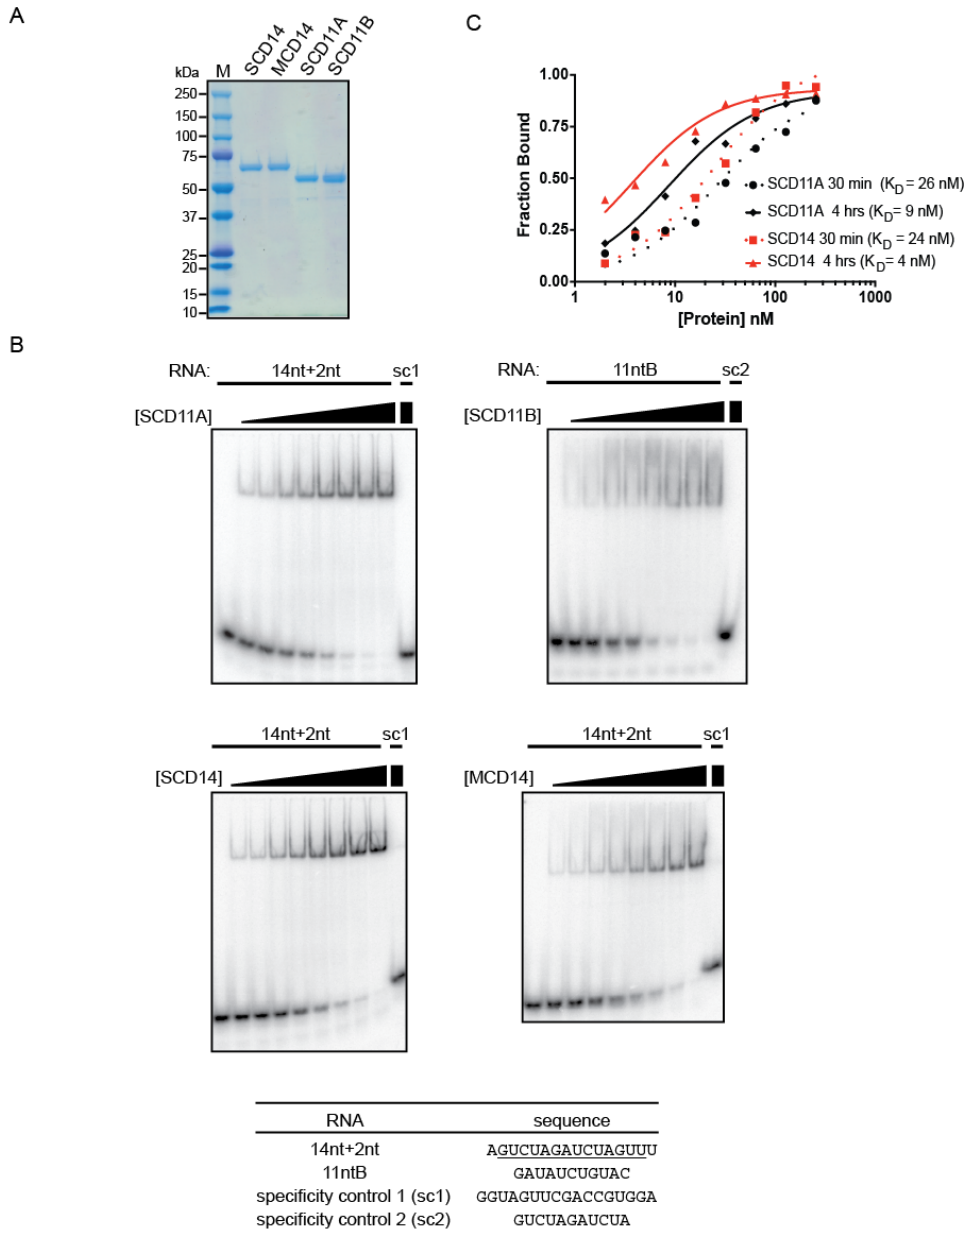 A
kDa M SCD14 MCD14 SCD11A SCD11B
250
150
100
75
50
37
25
20
15
10
C
Fraction Bound
1.00
0.75
0.50
0.25
0.00
1 10 100 1000
[Protein] nM
SCD11A 30 min (KD = 26 nM)
SCD11A 4 hrs (KD = 9 nM)
SCD14 30 min (KD = 24 nM)
SCD14 4 hrs (KD= 4 nM)
B
RNA: 14nt+2nt sc1
[SCD11A]
RNA: 11ntB sc2
[SCD11B]
14nt+2nt sc1
[SCD14]
14nt+2nt sc1
[MCD14]
RNA sequence
14nt+2nt AGUCUAGAUCUAGUUU
11ntB GAUAUCUGUAC
specificity control 1 (sc1) GGUAGUUCGACCGUGGA
specificity control 2 (sc2) GUCUAGAUCUA